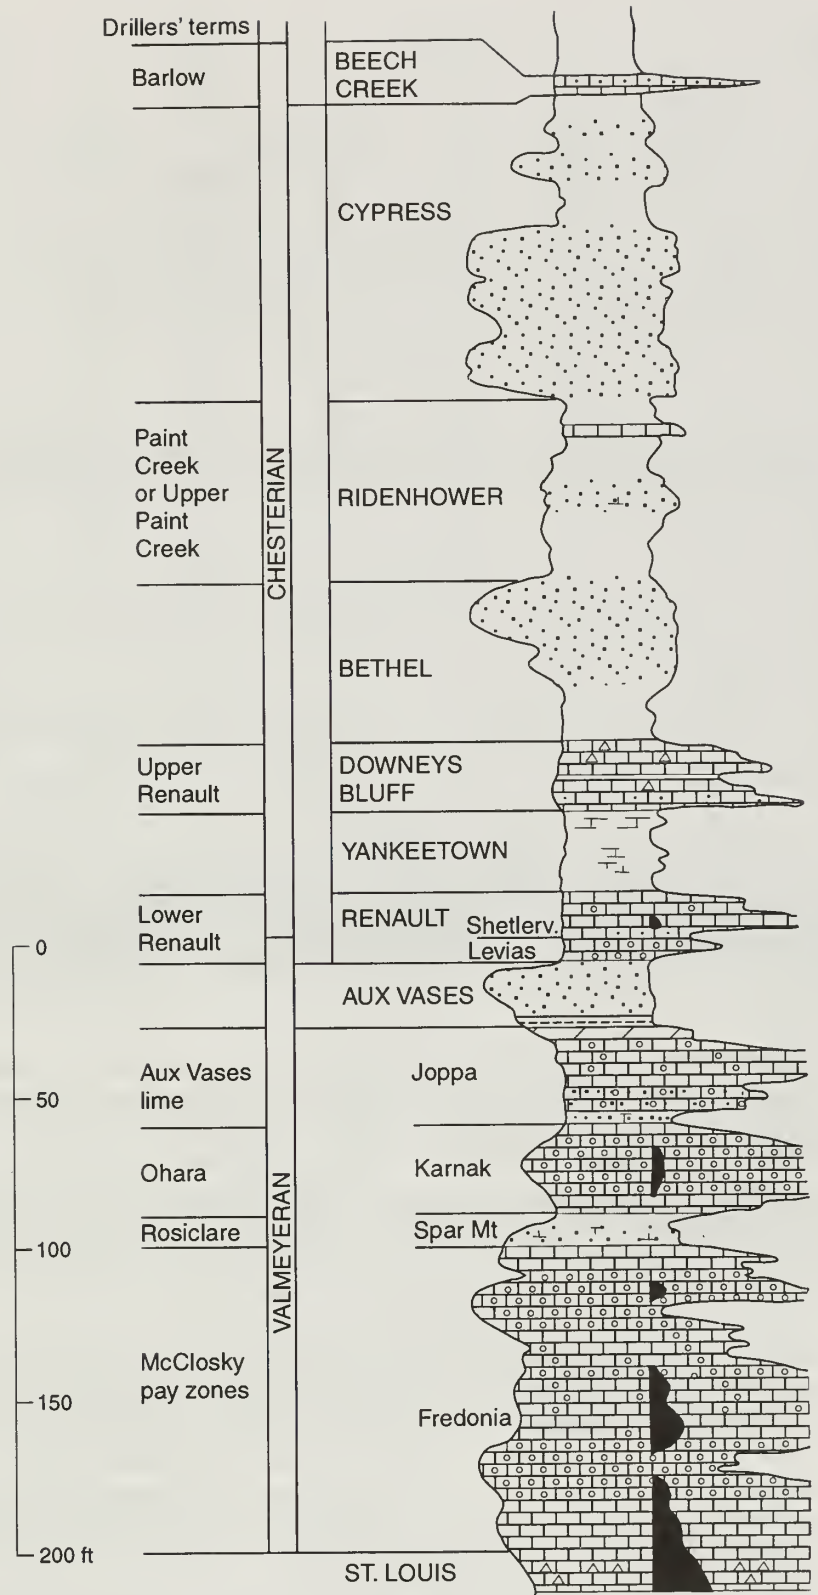 Drillers' terms
Barlow
BEECH
CREEK
CYPRESS
Paint
Creek
or Upper
Paint
Creek
CHESTERIAN
RIDENHOWER
BETHEL
Upper
Renault
DOWNEYS
BLUFF
YANKEETOWN
Lower
Renault
RENAULT
Shetlerv.
Levias
0
AUX VASES
Aux Vases
lime
Joppa
50
Ohara
Karnak
VALMEYERAN
Rosiclare
Spar Mt
100
McClosky
pay zones
150
Fredonia
200 ft
ST. LOUIS